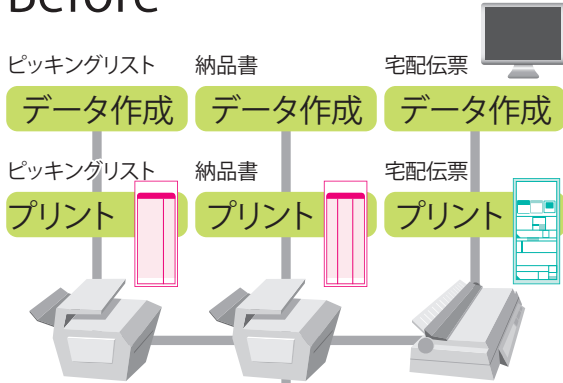 Before
ピッキングリスト 納品書 宅配伝票
データ作成 データ作成 データ作成
ピッキングリスト 納品書 宅配伝票
プリント プリント プリント